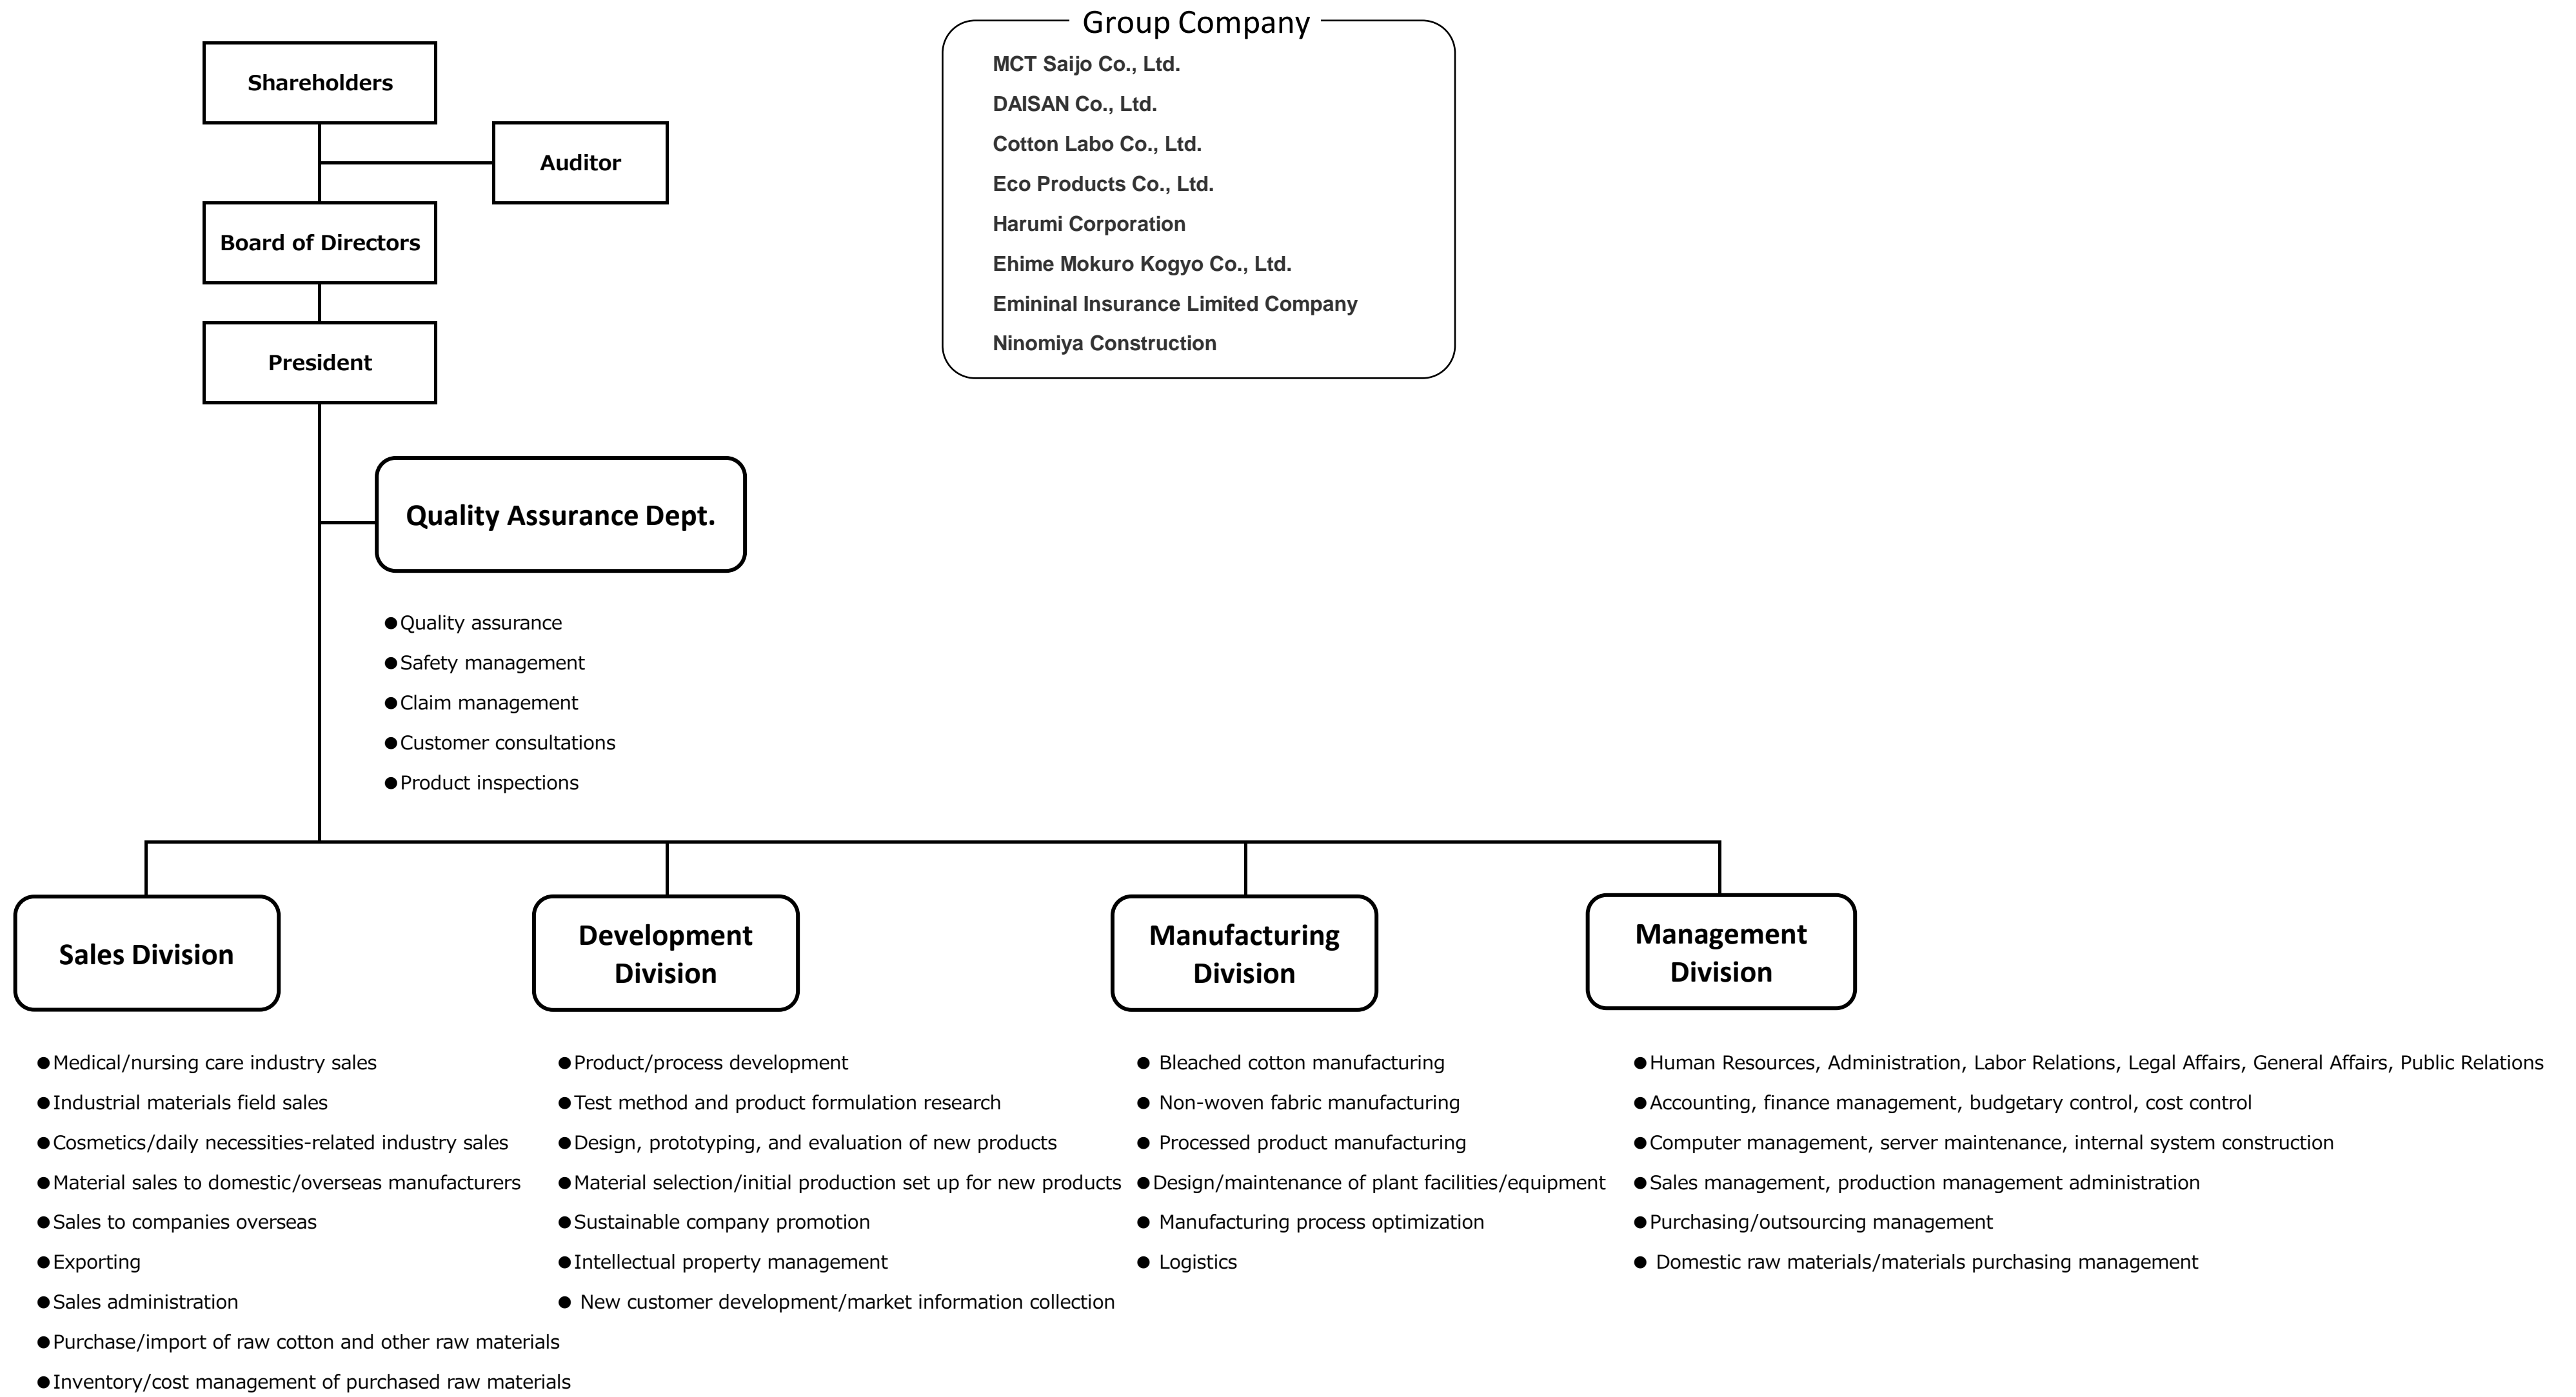 Group Company
MCT Saijo Co., Ltd.
DAISAN Co., Ltd.
Cotton Labo Co., Ltd.
Eco Products Co., Ltd.
Harumi Corporation
Ehime Mokuro Kogyo Co., Ltd.
Emininal Insurance Limited Company
Ninomiya Construction
Shareholders
Auditor
Board of Directors
President
Quality Assurance Dept.
●Quality assurance
●Safety management
●Claim management
●Customer consultations
●Product inspections
Sales Division
●Medical/nursing care industry sales
●Industrial materials field sales
●Cosmetics/daily necessities-related industry sales
●Material sales to domestic/overseas manufacturers
●Sales to companies overseas
●Exporting
●Sales administration
●Purchase/import of raw cotton and other raw materials
●Inventory/cost management of purchased raw materials
Development
Division
●Product/process development
●Test method and product formulation research
●Design, prototyping, and evaluation of new products
●Material selection/initial production set up for new products
●Sustainable company promotion
●Intellectual property management
● New customer development/market information collection
Manufacturing
Division
● Bleached cotton manufacturing
● Non-woven fabric manufacturing
● Processed product manufacturing
●Design/maintenance of plant facilities/equipment
● Manufacturing process optimization
● Logistics
Management
Division
●Human Resources, Administration, Labor Relations, Legal Affairs, General Affairs, Public Relations
●Accounting, finance management, budgetary control, cost control
●Computer management, server maintenance, internal system construction
●Sales management, production management administration
●Purchasing/outsourcing management
● Domestic raw materials/materials purchasing management